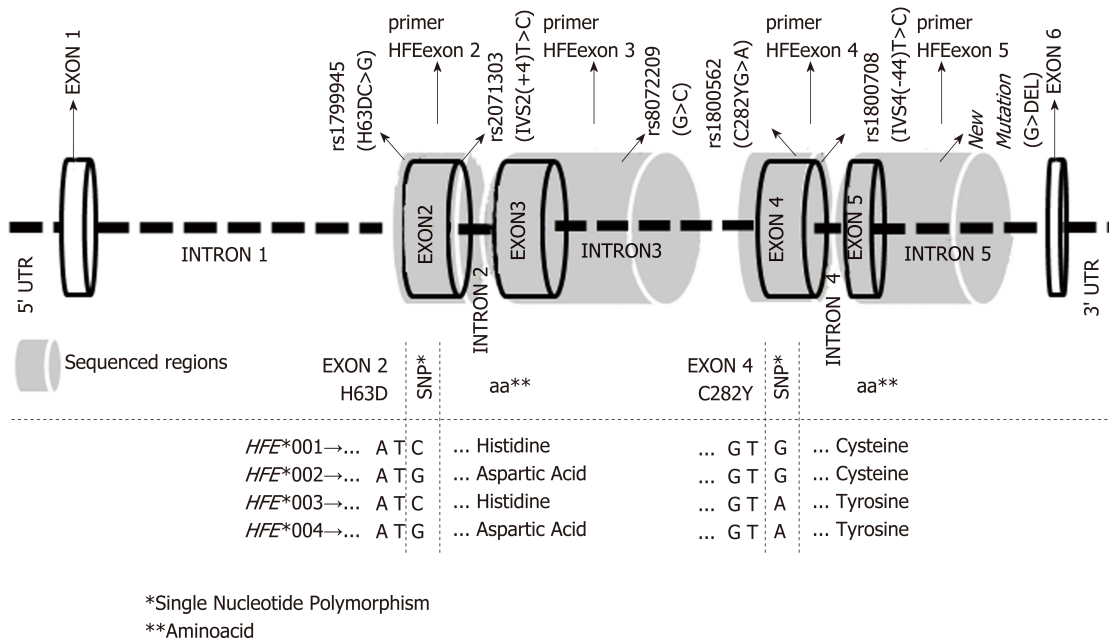 EXON 1
rs1799945
(H63DC>G)
primer
HFEexon 2
rs2071303
(IVS2(+4)T>C)
primer
HFEexon 3
rs8072209
(G>C)
rs1800562
(C282YG>A)
primer
HFEexon 4
rs1800708
(IVS4(-44)T>C)
primer
HFEexon 5
New
Mutation
(G>DEL)
EXON 6
5' UTR
INTRON 1
EXON2
INTRON 2
EXON3
INTRON3
EXON 4
INTRON 4
EXON 5
INTRON 5
3' UTR
Sequenced regions
EXON 2
H63D
SNP*
aa**
EXON 4
C282Y
SNP*
aa**
HFE*001→... A T C ... Histidine ... G T G ... Cysteine
HFE*002→... A T G ... Aspartic Acid ... G T G ... Cysteine
HFE*003→... A T C ... Histidine ... G T A ... Tyrosine
HFE*004→... A T G ... Aspartic Acid ... G T A ... Tyrosine
*Single Nucleotide Polymorphism
**Aminoacid